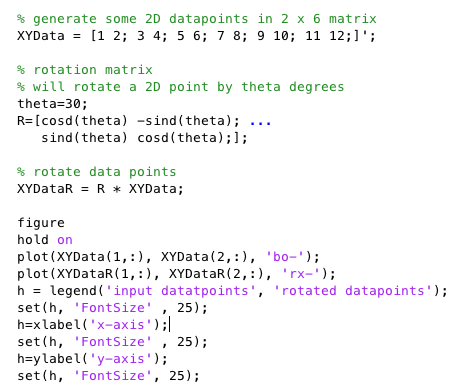 % generate some 2D datapoints in 2 x 6 matrix
XYData = [1 2; 3 4; 5 6; 7 8; 9 10; 11 12;]';
% rotation matrix
% will rotate a 2D point by theta degrees
theta=30;
R=[cosd(theta) -sind(theta); ...
sind(theta) cosd(theta);];
% rotate data points
XYDataR = R * XYData;
figure
hold on
plot(XYData(1,:), XYData(2,:), 'bo-');
plot(XYDataR(1,:), XYDataR(2,:), 'rx-');
h = legend('input datatpoints', 'rotated datapoints');
set(h, 'FontSize' , 25);
h=xlabel('x-axis');
set(h, 'FontSize' , 25);
h=ylabel('y-axis');
set(h, 'FontSize', 25);